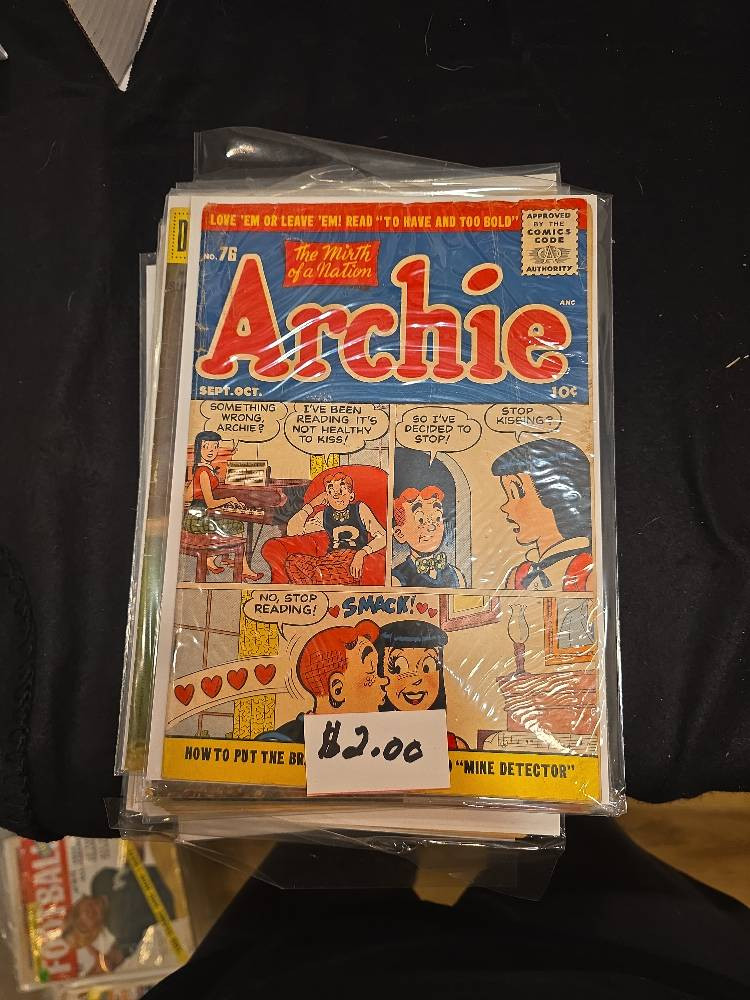 LOVE 'EM OR LEAVE 'EM! READ "TO HAVE AND TOO BOLD"
APPROVED
BY THE
COMICS
CODE
CA
AUTHORITY
NO. 76
The Mirth
of a Nation
Archie
ANC
SEPT. OCT.
10¢
SOMETHING
WRONG,
ARCHIE?
I'VE BEEN
READING IT'S
NOT HEALTHY
TO KISS!
SO I'VE
DECIDED TO
STOP!
STOP
KISSING?
R
NO, STOP
READING!
SMACK!
$2.00
HOW TO PUT THE
"MINE DETECTOR"
FOOTBALL